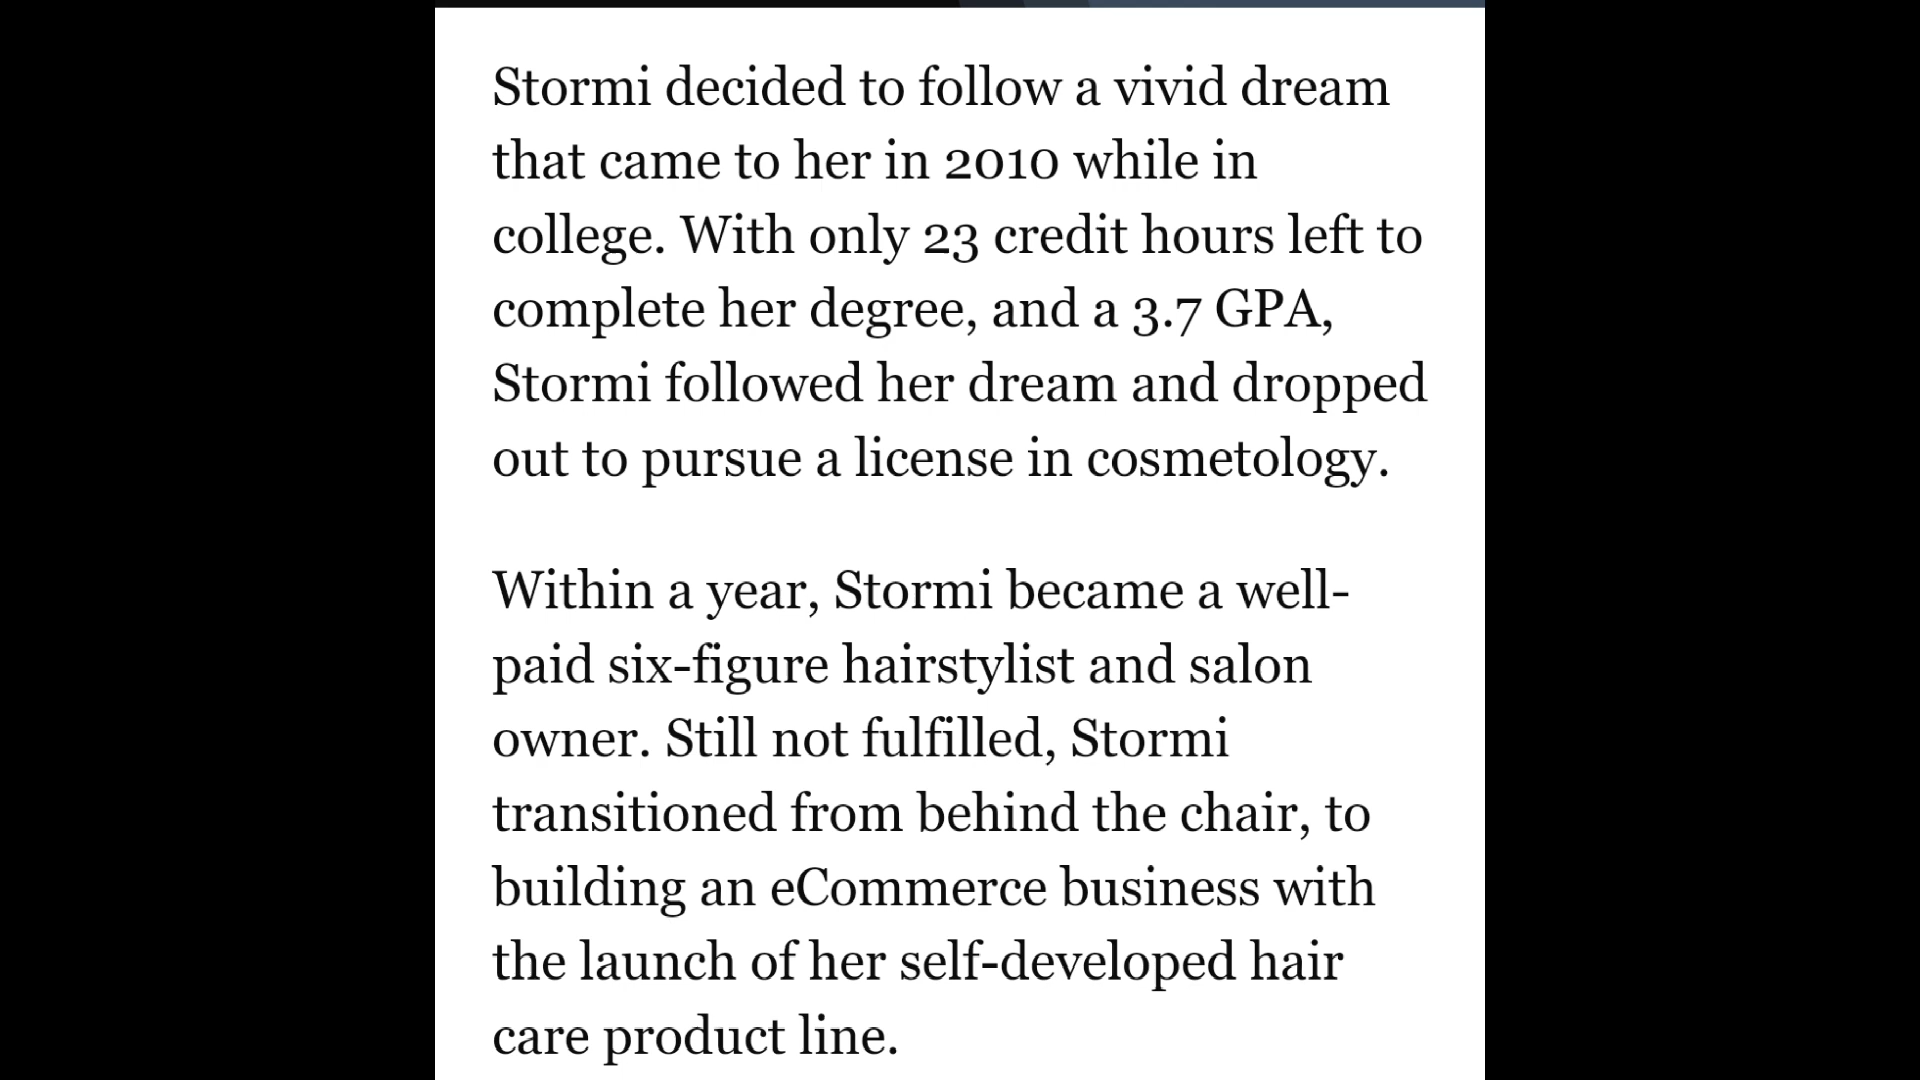 Stormi decided to follow a vivid dream
that came to her in 2010 while in
college. With only 23 credit hours left to
complete her degree, and a 3.7 GPA,
Stormi followed her dream and dropped
out to pursue a license in cosmetology.
Within a year, Stormi became a well-
paid six-figure hairstylist and salon
owner. Still not fulfilled, Stormi
transitioned from behind the chair, to
building an eCommerce business with
the launch of her self-developed hair
care product line.